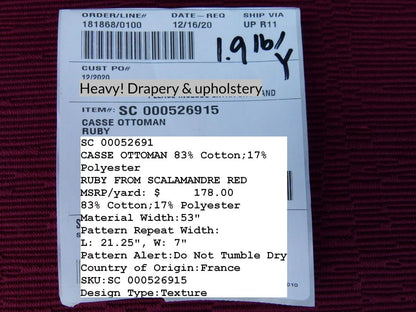 ORDER/LINE# DATE - REQ SHIP VIA
181868/0100 12/16/20 UP R11
1.9 lb/Y
CUST PO#
12/2020
Heavy! Drapery & upholstery
AND
ITEM#: SC 000526915
CASSE OTTOMAN
RUBY
SC 00052691
CASSE OTTOMAN 83% Cotton;17%
Polyester
RUBY FROM SCALAMANDRE RED
MSRP/yard: $ 178.00
83% Cotton;17% Polyester
Material Width:53"
Pattern Repeat Width:
L: 21.25", W: 7"
Pattern Alert:Do Not Tumble Dry
Country of Origin:France
SKU:SC 000526915
Design Type:Texture